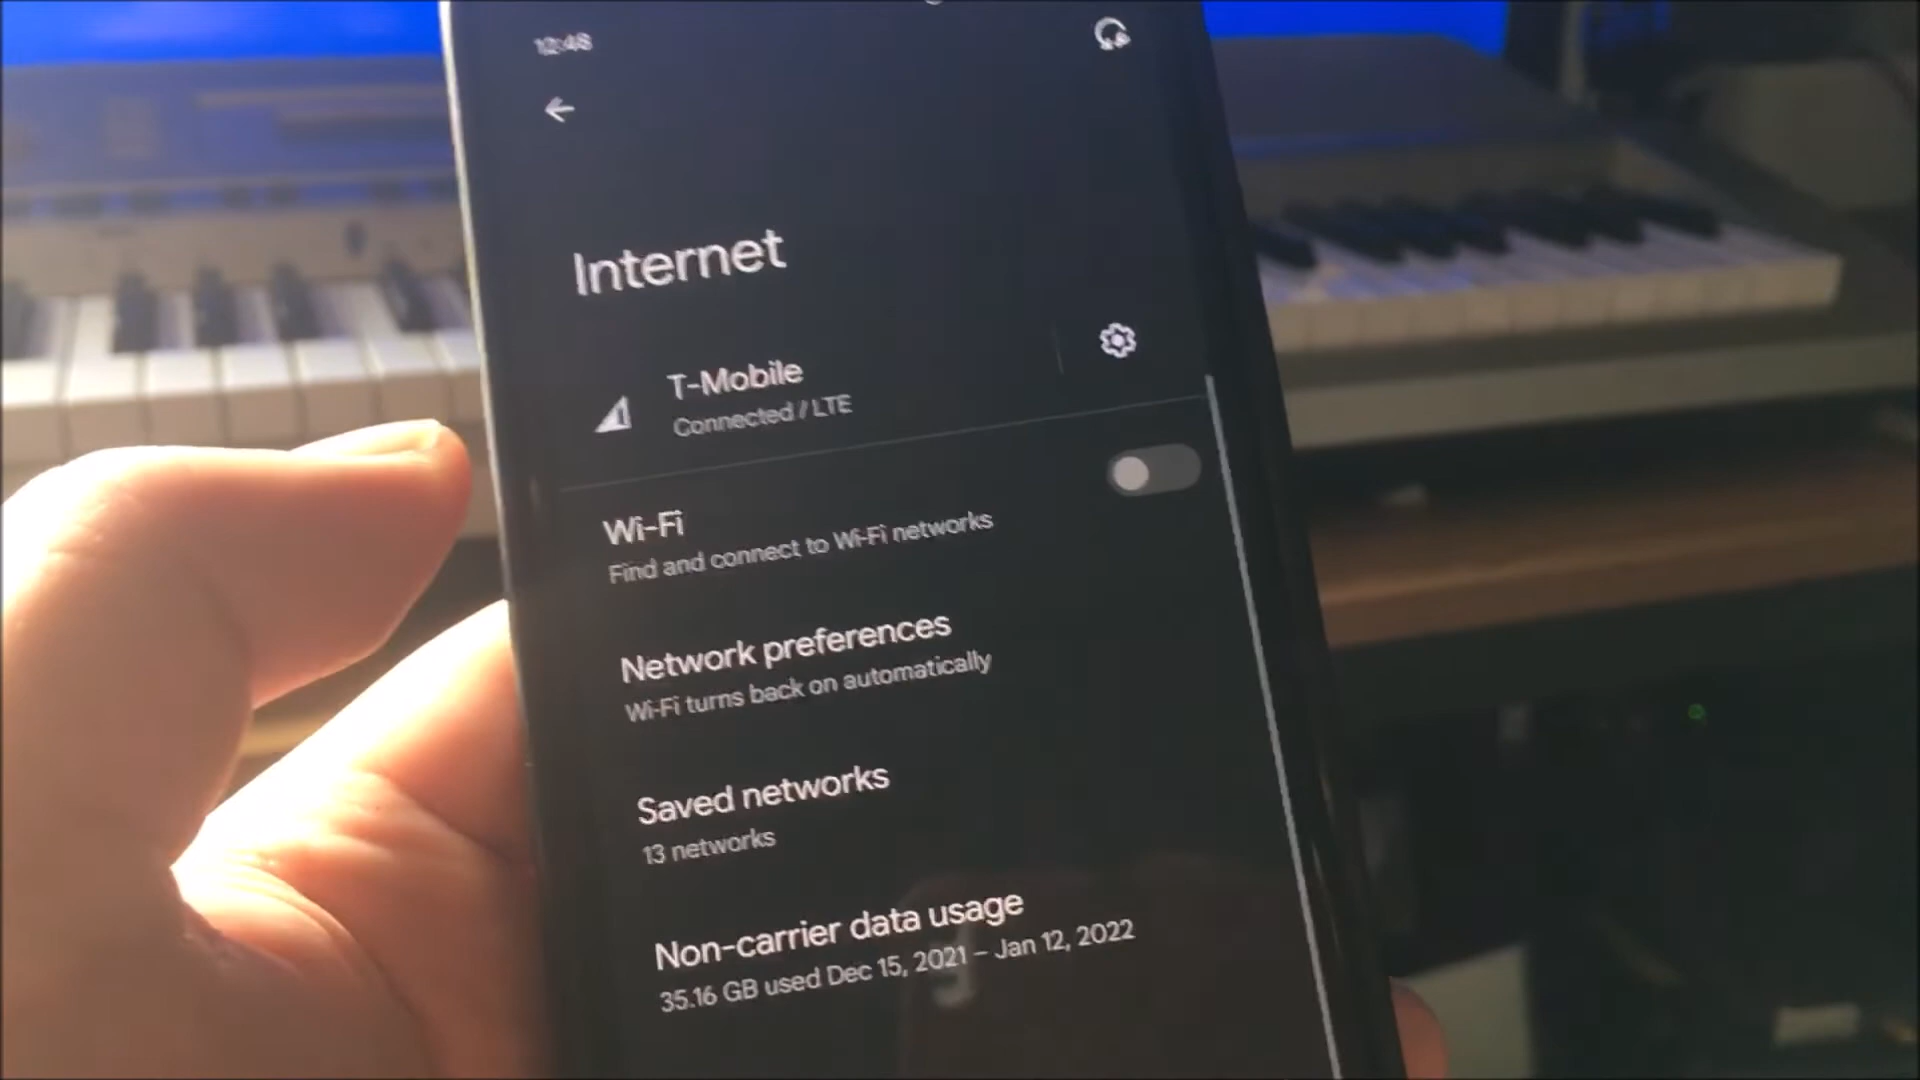 12:48
Internet
T-Mobile
Connected / LTE
Wi-Fi
Find and connect to Wi-Fi networks
Network preferences
Wi-Fi turns back on automatically
Saved networks
13 networks
Non-carrier data usage
35.16 GB used Dec 15, 2021 – Jan 12, 2022